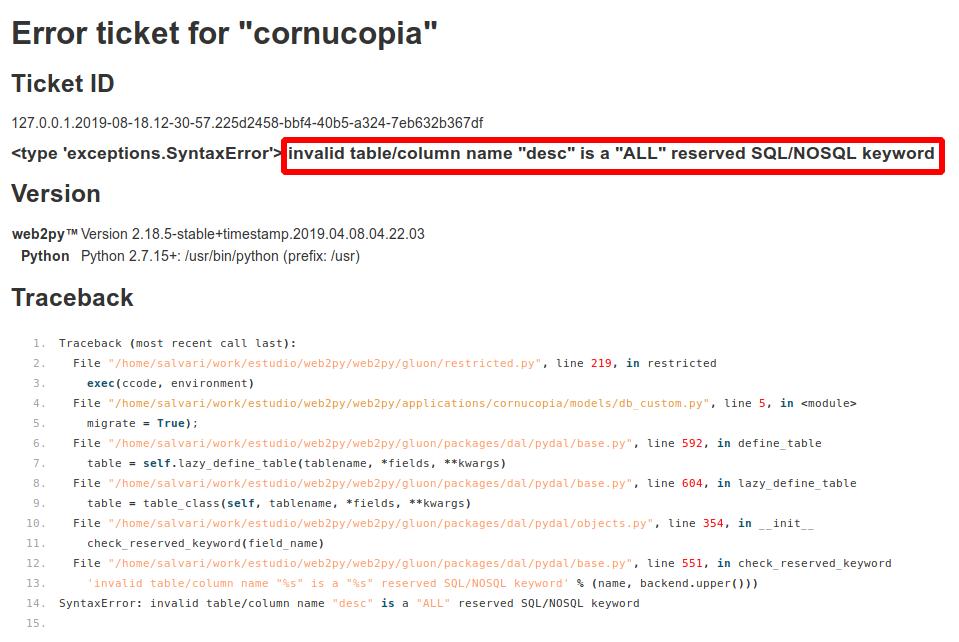 Error ticket for "cornucopia"
Ticket ID
127.0.0.1.2019-08-18.12-30-57.225d2458-bbf4-40b5-a324-7eb632b367df
<type 'exceptions.SyntaxError'> invalid table/column name "desc" is a "ALL" reserved SQL/NOSQL keyword
Version
web2py™ Version 2.18.5-stable+timestamp.2019.04.08.04.22.03
Python Python 2.7.15+: /usr/bin/python (prefix: /usr)
Traceback
1. Traceback (most recent call last):
2. File "/home/salvari/work/estudio/web2py/web2py/gluon/restricted.py", line 219, in restricted
3. exec(ccode, environment)
4. File "/home/salvari/work/estudio/web2py/web2py/applications/cornucopia/models/db_custom.py", line 5, in <module>
5. migrate = True);
6. File "/home/salvari/work/estudio/web2py/web2py/gluon/packages/dal/pydal/base.py", line 592, in define_table
7. table = self.lazy_define_table(tablename, *fields, **kwargs)
8. File "/home/salvari/work/estudio/web2py/web2py/gluon/packages/dal/pydal/base.py", line 604, in lazy_define_table
9. table = table_class(self, tablename, *fields, **kwargs)
10. File "/home/salvari/work/estudio/web2py/web2py/gluon/packages/dal/pydal/objects.py", line 354, in __init__
11. check_reserved_keyword(field_name)
12. File "/home/salvari/work/estudio/web2py/web2py/gluon/packages/dal/pydal/base.py", line 551, in check_reserved_keyword
13. 'invalid table/column name "%s" is a "%s" reserved SQL/NOSQL keyword' % (name, backend.upper()))
14. SyntaxError: invalid table/column name "desc" is a "ALL" reserved SQL/NOSQL keyword
15.